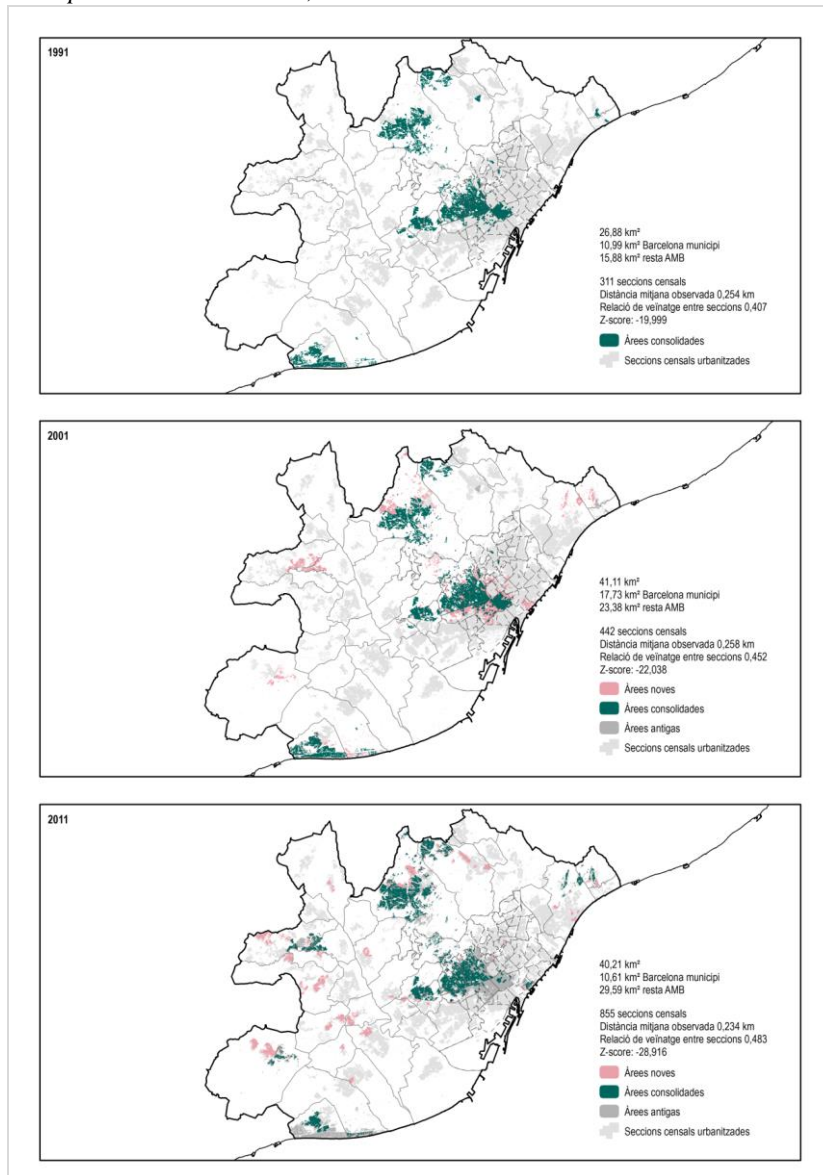 1991
26,88 km²
10,99 km² Barcelona municipi
15,88 km² resta AMB
311 seccions censals
Distància mitjana observada 0,254 km
Relació de veïnatge entre seccions 0,407
Z-score: -19,999
Àrees consolidades
Seccions censals urbanitzades
2001
41,11 km²
17,73 km² Barcelona municipi
23,38 km² resta AMB
442 seccions censals
Distància mitjana observada 0,258 km
Relació de veïnatge entre seccions 0,452
Z-score: -22,038
Àrees noves
Àrees consolidades
Àrees antigas
Seccions censals urbanitzades
2011
40,21 km²
10,61 km² Barcelona municipi
29,59 km² resta AMB
855 seccions censals
Distància mitjana observada 0,234 km
Relació de veïnatge entre seccions 0,483
Z-score: -28,916
Àrees noves
Àrees consolidades
Àrees antigas
Seccions censals urbanitzades